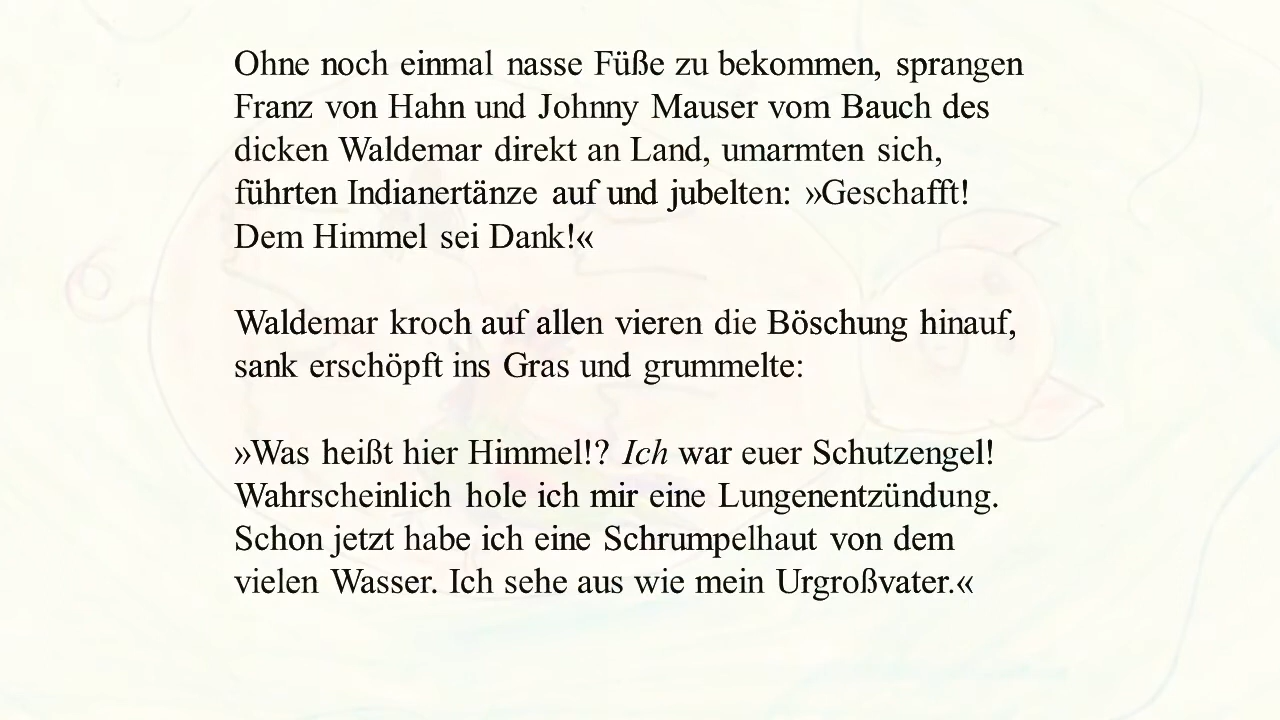 Ohne noch einmal nasse Füße zu bekommen, sprangen
Franz von Hahn und Johnny Mauser vom Bauch des
dicken Waldemar direkt an Land, umarmten sich,
führten Indianertänze auf und jubelten: »Geschafft!
Dem Himmel sei Dank!«
Waldemar kroch auf allen vieren die Böschung hinauf,
sank erschöpft ins Gras und grummelte:
»Was heißt hier Himmel!? Ich war euer Schutzengel!
Wahrscheinlich hole ich mir eine Lungenentzündung.
Schon jetzt habe ich eine Schrumpelhaut von dem
vielen Wasser. Ich sehe aus wie mein Urgroßvater.«